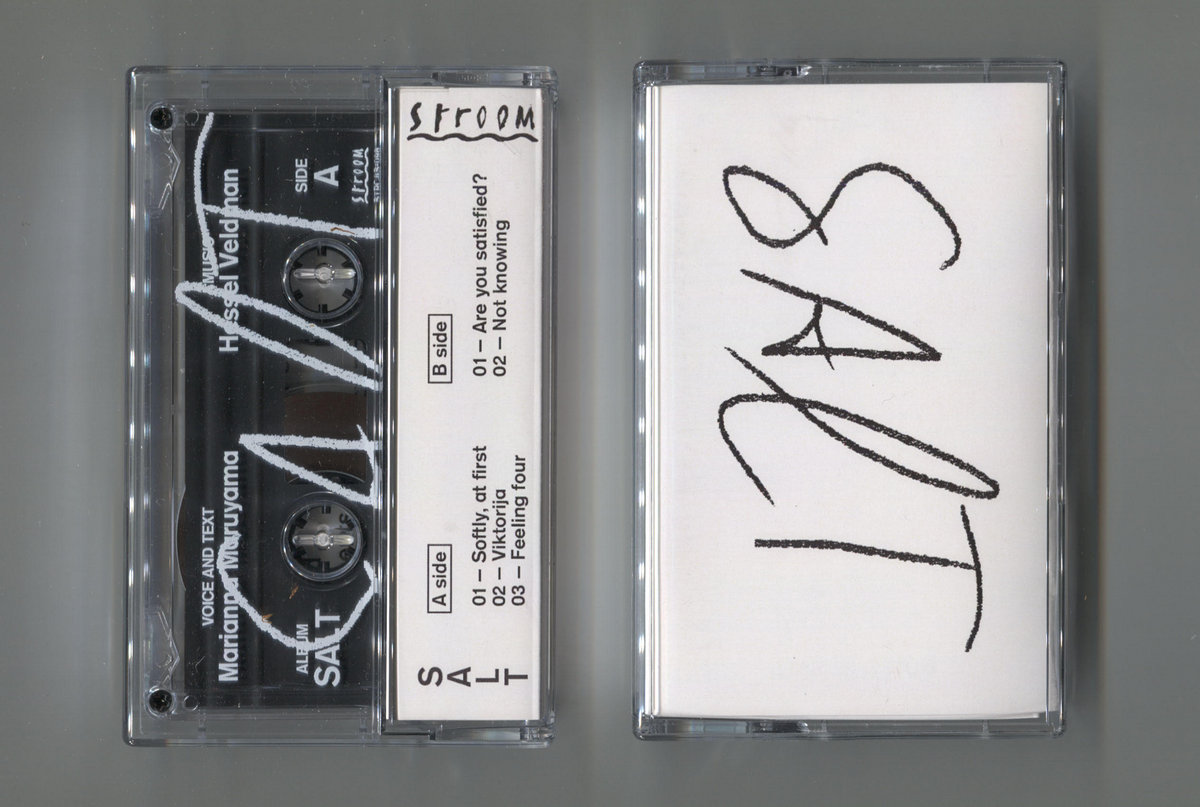 VOICE AND TEXT
Marianna Maruyama
MUSIC
Hessel Veldman
ALBUM
SALT
SIDE
A
STROOM
SALT
STROOM
A side
01 – Softly, at first
02 – Viktorija
03 – Feeling four
B side
01 – Are you satisfied?
02 – Not knowing
S
A
L
T
SALT